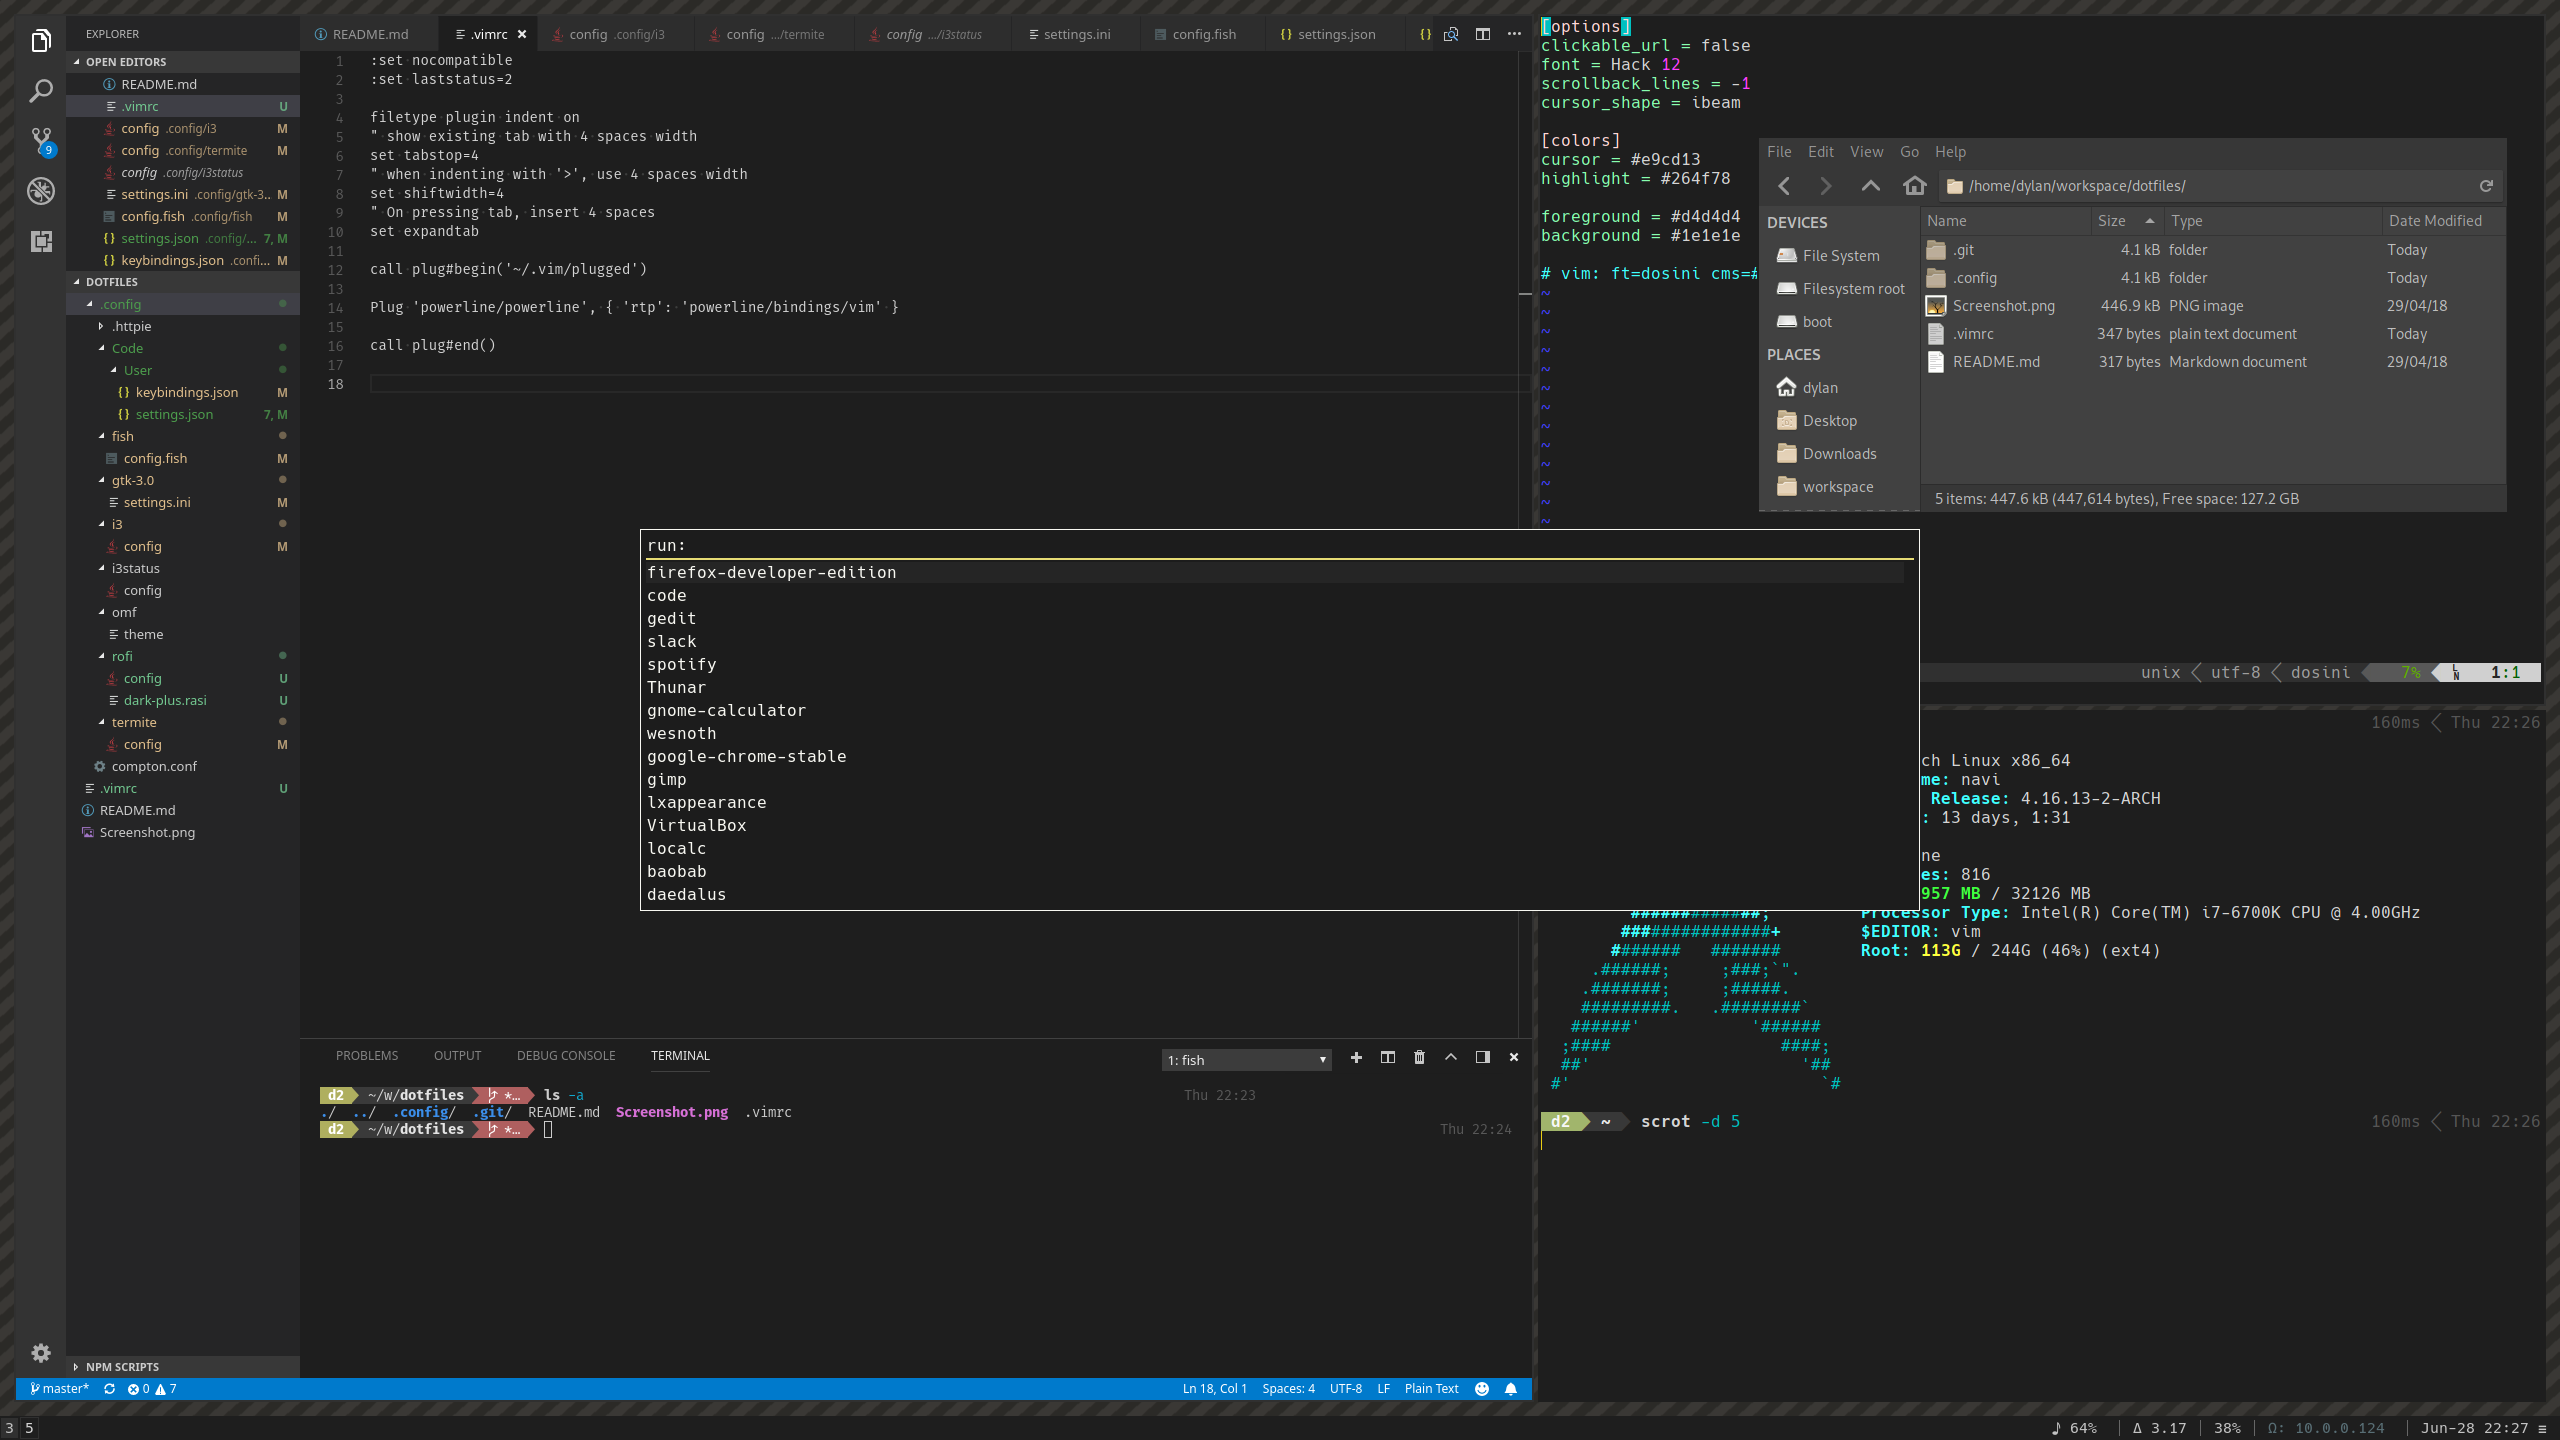 EXPLORER
OPEN EDITORS
README.md
.vimrc U
config .config/i3 M
config .config/termite M
config .config/i3status
settings.ini .config/gtk-3... M
config.fish .config/fish M
{} settings.json .config/... 7, M
{} keybindings.json .confi... M
9
DOTFILES
.config
.httpie
Code
User
{} keybindings.json M
{} settings.json 7, M
fish
config.fish M
gtk-3.0
settings.ini M
i3
config M
i3status
config
omf
theme
rofi
config U
dark-plus.rasi U
termite
config M
compton.conf
.vimrc U
README.md
Screenshot.png
NPM SCRIPTS
README.md .vimrc × config .config/i3 config .../termite config .../i3status settings.ini config.fish {} settings.json {}
1 :set nocompatible
2 :set laststatus=2
3
4 filetype plugin indent on
5 " show existing tab with 4 spaces width
6 set tabstop=4
7 " when indenting with '>', use 4 spaces width
8 set shiftwidth=4
9 " On pressing tab, insert 4 spaces
10 set expandtab
11
12 call plug#begin('~/.vim/plugged')
13
14 Plug 'powerline/powerline', { 'rtp': 'powerline/bindings/vim' }
15
16 call plug#end()
17
18
run:
firefox-developer-edition
code
gedit
slack
spotify
Thunar
gnome-calculator
wesnoth
google-chrome-stable
gimp
lxappearance
VirtualBox
localc
baobab
daedalus
PROBLEMS OUTPUT DEBUG CONSOLE TERMINAL 1: fish
d2 ~/w/dotfiles *… ls -a Thu 22:23
./ ../ .config/ .git/ README.md Screenshot.png .vimrc
d2 ~/w/dotfiles *… Thu 22:24
master* 0 7 Ln 18, Col 1 Spaces: 4 UTF-8 LF Plain Text
[options]
clickable_url = false
font = Hack 12
scrollback_lines = -1
cursor_shape = ibeam
[colors]
cursor = #e9cd13
highlight = #264f78
foreground = #d4d4d4
background = #1e1e1e
# vim: ft=dosini cms=#
~
~
~
~
~
~
~
~
~
~
~
~
~
File Edit View Go Help
/home/dylan/workspace/dotfiles/
DEVICES
File System
Filesystem root
boot
PLACES
dylan
Desktop
Downloads
workspace
Name Size Type Date Modified
.git 4.1 kB folder Today
.config 4.1 kB folder Today
Screenshot.png 446.9 kB PNG image 29/04/18
.vimrc 347 bytes plain text document Today
README.md 317 bytes Markdown document 29/04/18
5 items: 447.6 kB (447,614 bytes), Free space: 127.2 GB
unix utf-8 dosini 7% LN 1:1
160ms Thu 22:26
ch Linux x86_64
me: navi
Release: 4.16.13-2-ARCH
: 13 days, 1:31
ne
es: 816
957 MB / 32126 MB
#############; Processor Type: Intel(R) Core(TM) i7-6700K CPU @ 4.00GHz
###############+ $EDITOR: vim
####### ####### Root: 113G / 244G (46%) (ext4)
.######; ;###;`".
.#######; ;#####.
#########. .########`
######' '######
;#### ####;
##' '##
#' `#
d2 ~ scrot -d 5 160ms Thu 22:26
3 5 ♪ 64% Δ 3.17 38% Ω: 10.0.0.124 Jun-28 22:27 ≡